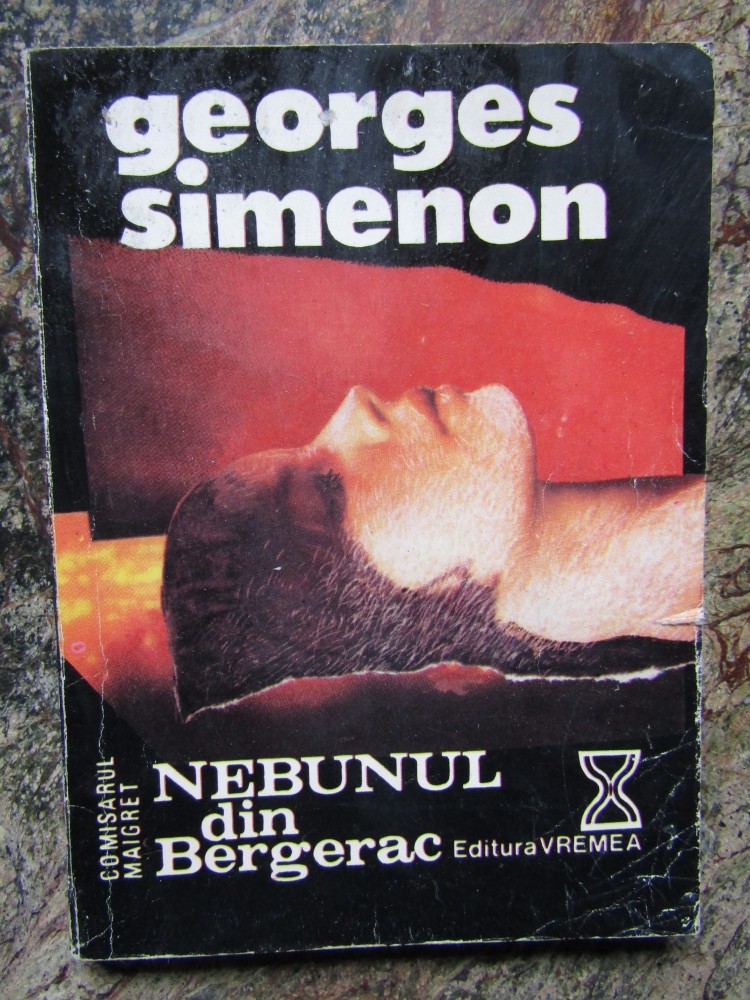 georges
simenon
COMISARUL
MAIGRET
NEBUNUL
din
Bergerac
Editura VREMEA